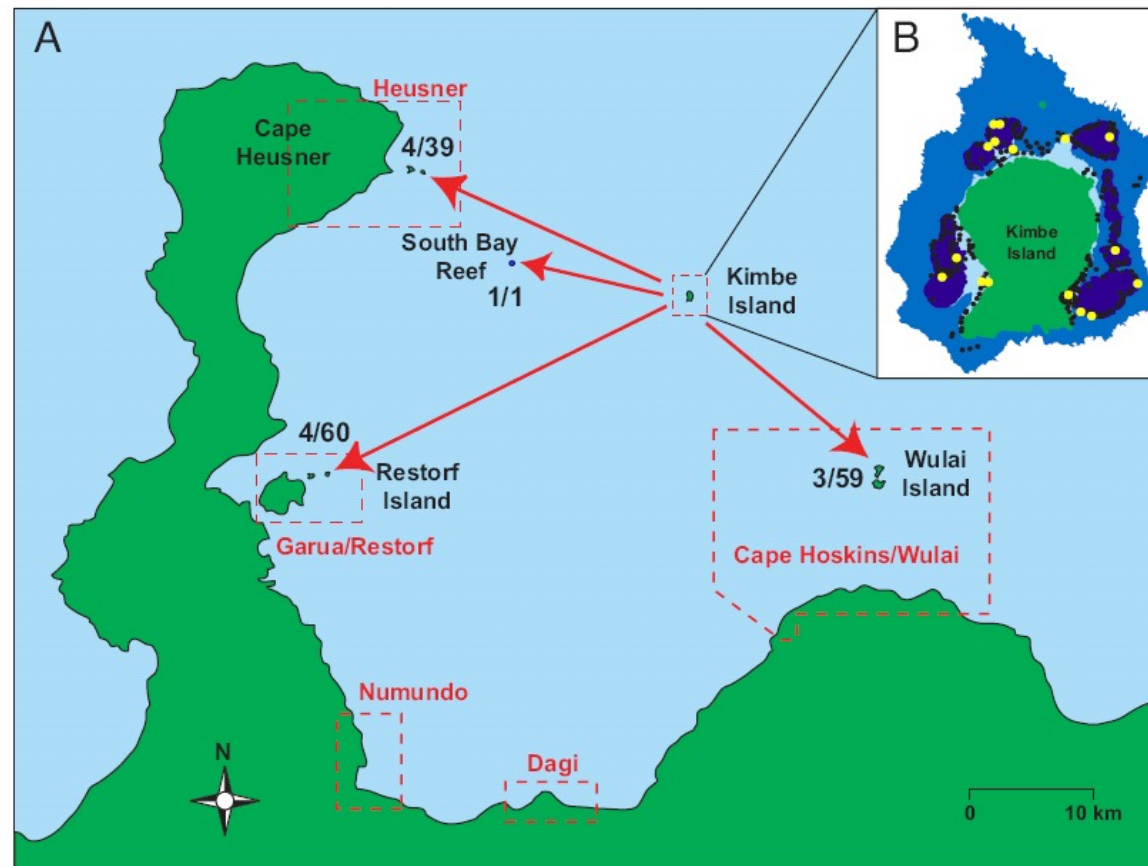 A
B
Heusner
Cape
Heusner
4/39
South Bay
Reef
1/1
Kimbe
Island
Kimbe
Island
4/60
Restorf
Island
Garua/Restorf
3/59
Wulai
Island
Cape Hoskins/Wulai
Numundo
Dagi
N
0
10 km